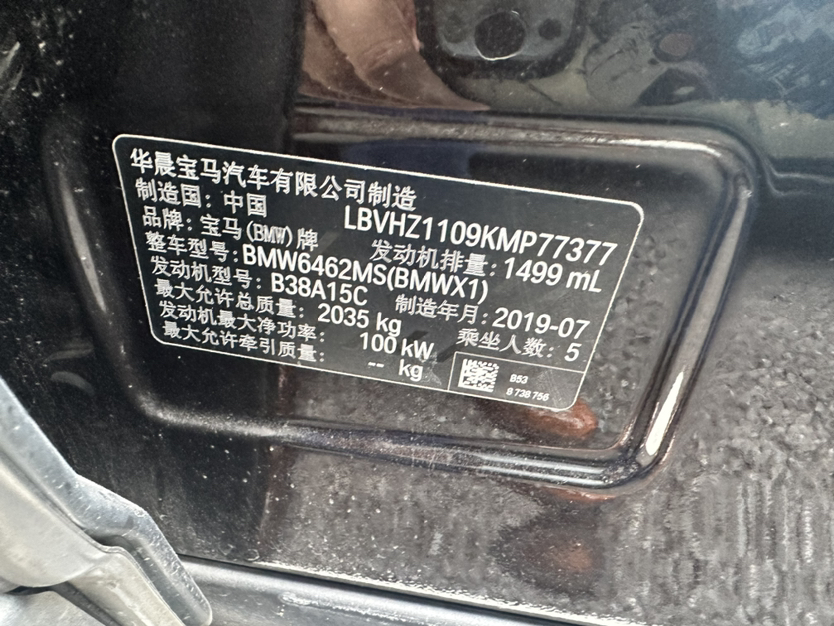 华晨宝马汽车有限公司制造
制造国: 中国 LBVHZ1109KMP77377
品牌: 宝马(BMW)牌 发动机排量: 1499 mL
整车型号: BMW6462MS(BMWX1)
发动机型号: B38A15C 制造年月: 2019-07
最大允许总质量: 2035 kg 乘坐人数: 5
发动机最大净功率: 100 kW
最大允许牵引质量: -- kg
B53
8 738 756